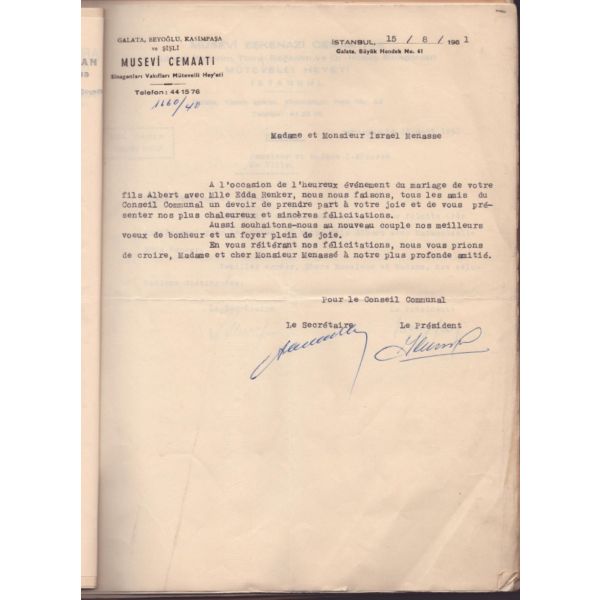 GALATA, BEYOĞLU, KASIMPAŞA
ve ŞİŞLİ
MUSEVİ CEMAATİ
Sinagonları Vakıfları Mütevelli Hey'eti
Telefon: 44 15 76
1160/40
İSTANBUL, 15 / 8 / 1961
Galata, Büyük Hendek No. 61
Madame et Monsieur Israel Menasse
A l'occasion de l'heureux événement du mariage de votre
fils Albert avec Mlle Edda Renker, nous nous faisons, tous les amis du
Conseil Communal un devoir de prendre part à votre joie et de vous pré-
senter nos plus chaleureux et sincères félicitations.
Aussi souhaitons-nous au nouveau couple nos meilleurs
voeux de bonheur et un foyer plein de joie.
En vous réitérant nos félicitations, nous vous prions
de croire, Madame et cher Monsieur Menassé à notre plus profonde amitié.
Pour le Conseil Communal
Le Secrétaire Le Président